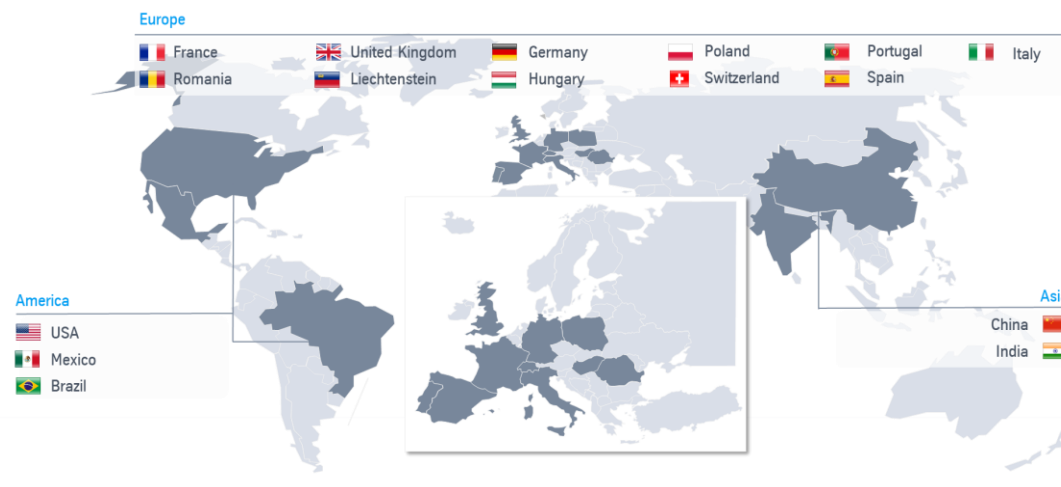 Europe
France United Kingdom Germany Poland Portugal Italy
Romania Liechtenstein Hungary Switzerland Spain
America
USA
Mexico
Brazil
Asi
China
India